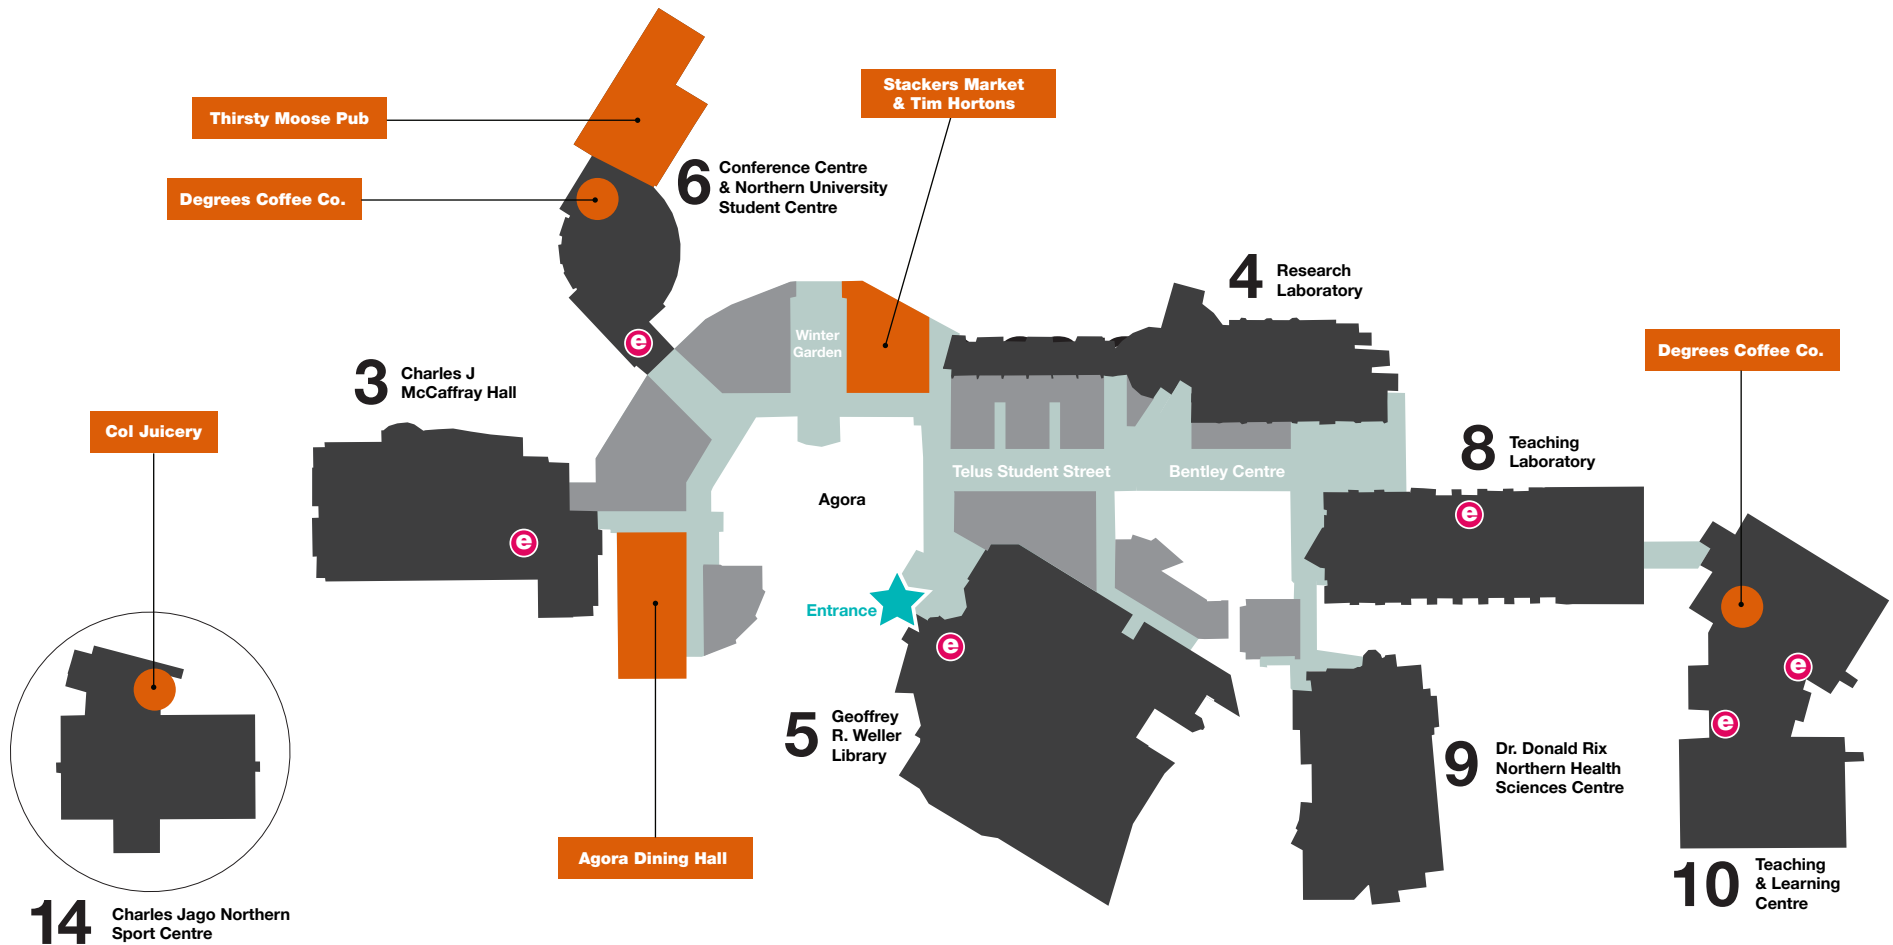 Thirsty Moose Pub
Degrees Coffee Co.
6
Conference Centre
& Northern University
Student Centre
Stackers Market
& Tim Hortons
4
Research
Laboratory
Winter
Garden
e
3
Charles J
McCaffray Hall
Degrees Coffee Co.
Col Juicery
8
Teaching
Laboratory
Telus Student Street
Bentley Centre
Agora
e
e
Entrance
e
e
e
5
Geoffrey
R. Weller
Library
9
Dr. Donald Rix
Northern Health
Sciences Centre
Agora Dining Hall
10
Teaching
& Learning
Centre
14
Charles Jago Northern
Sport Centre